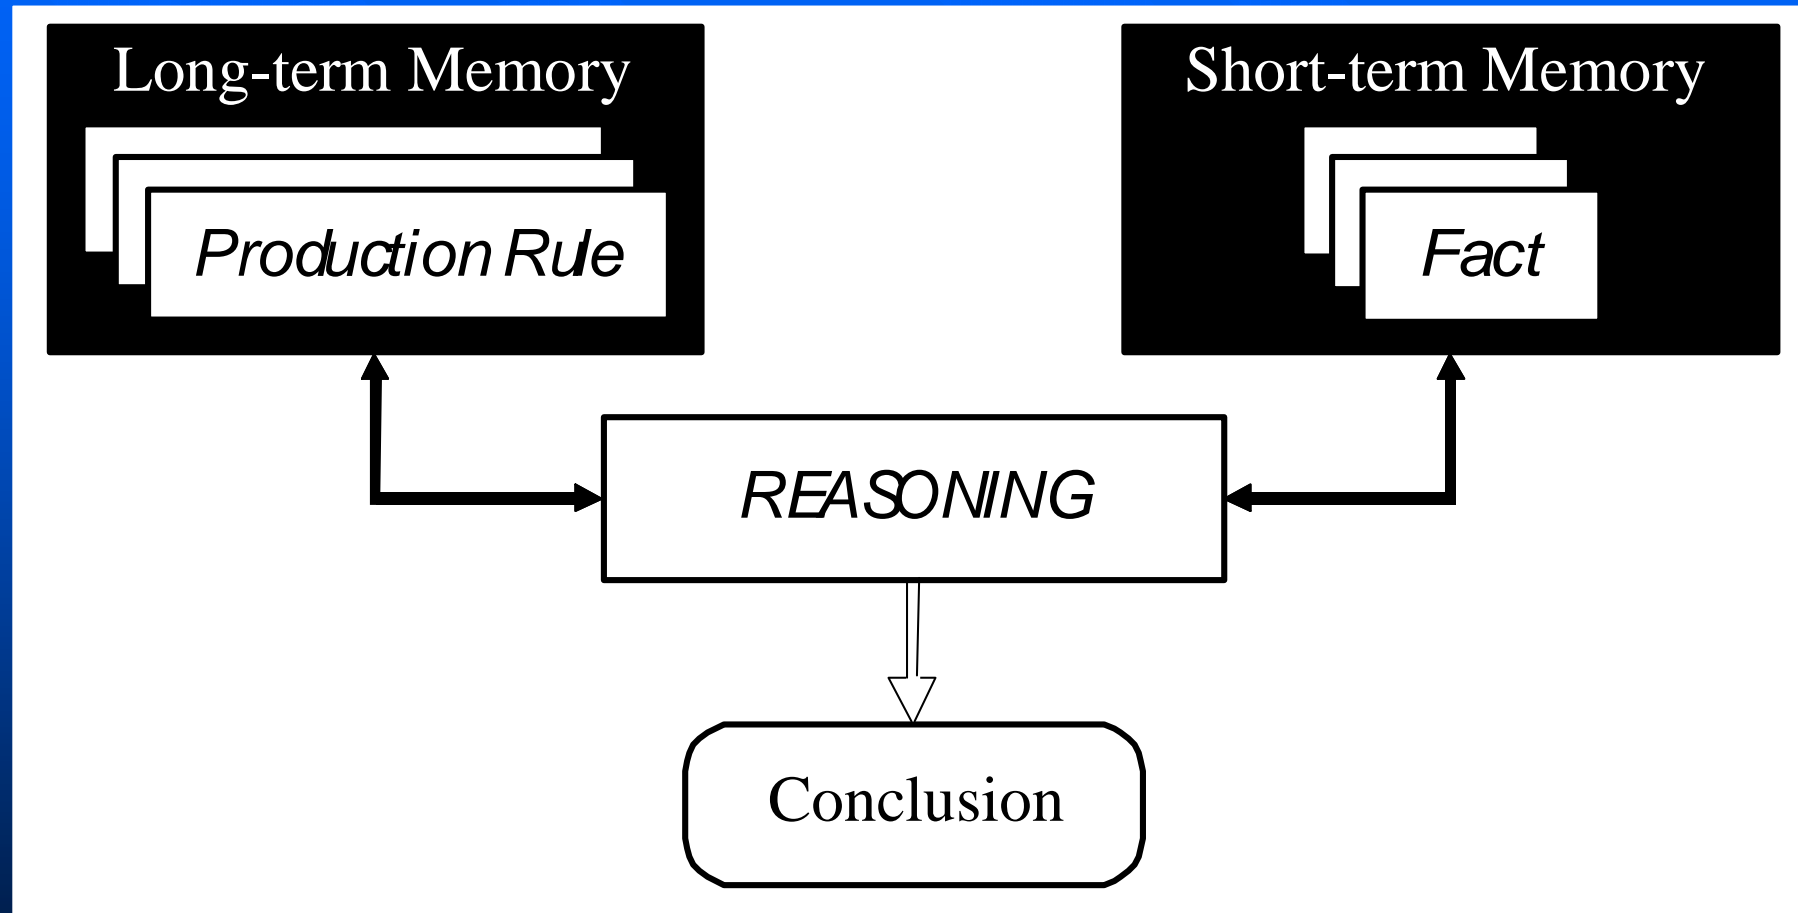 Long-term Memory
Short-term Memory
Production Rule
Fact
REASONING
Conclusion